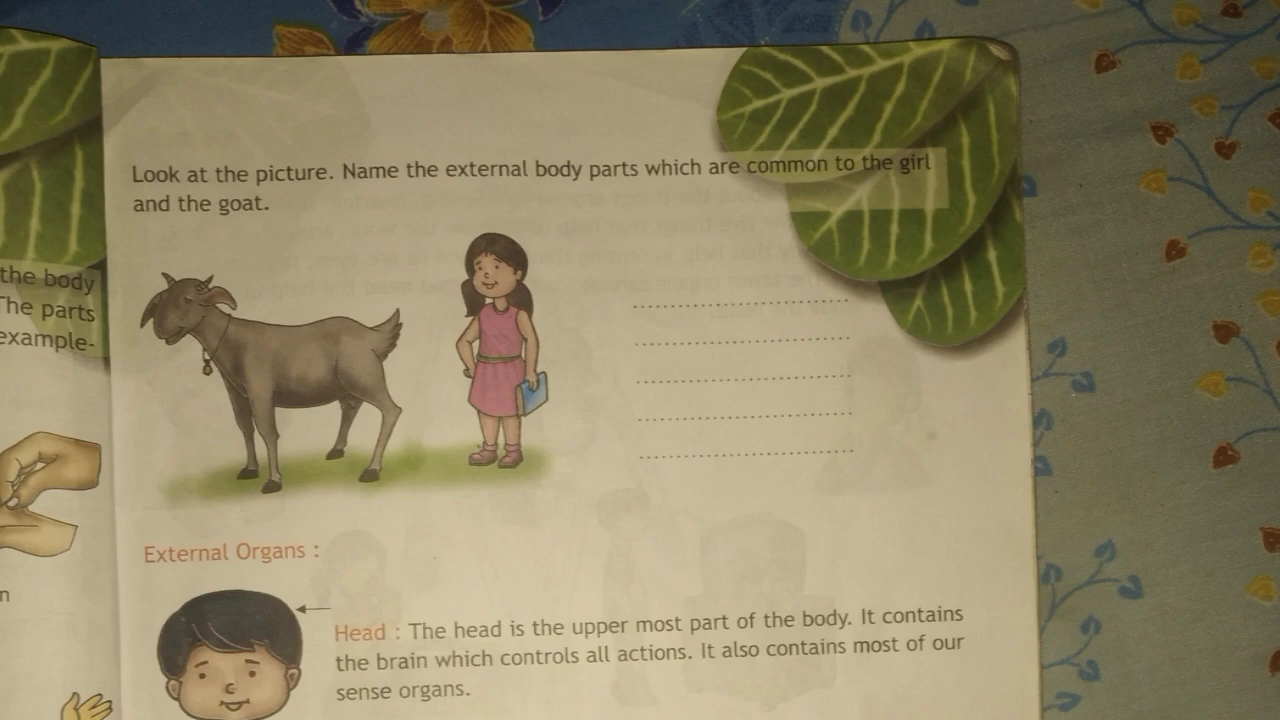 the body
The parts
example-
n
Look at the picture. Name the external body parts which are common to the girl
and the goat.
External Organs :
Head : The head is the upper most part of the body. It contains
the brain which controls all actions. It also contains most of our
sense organs.